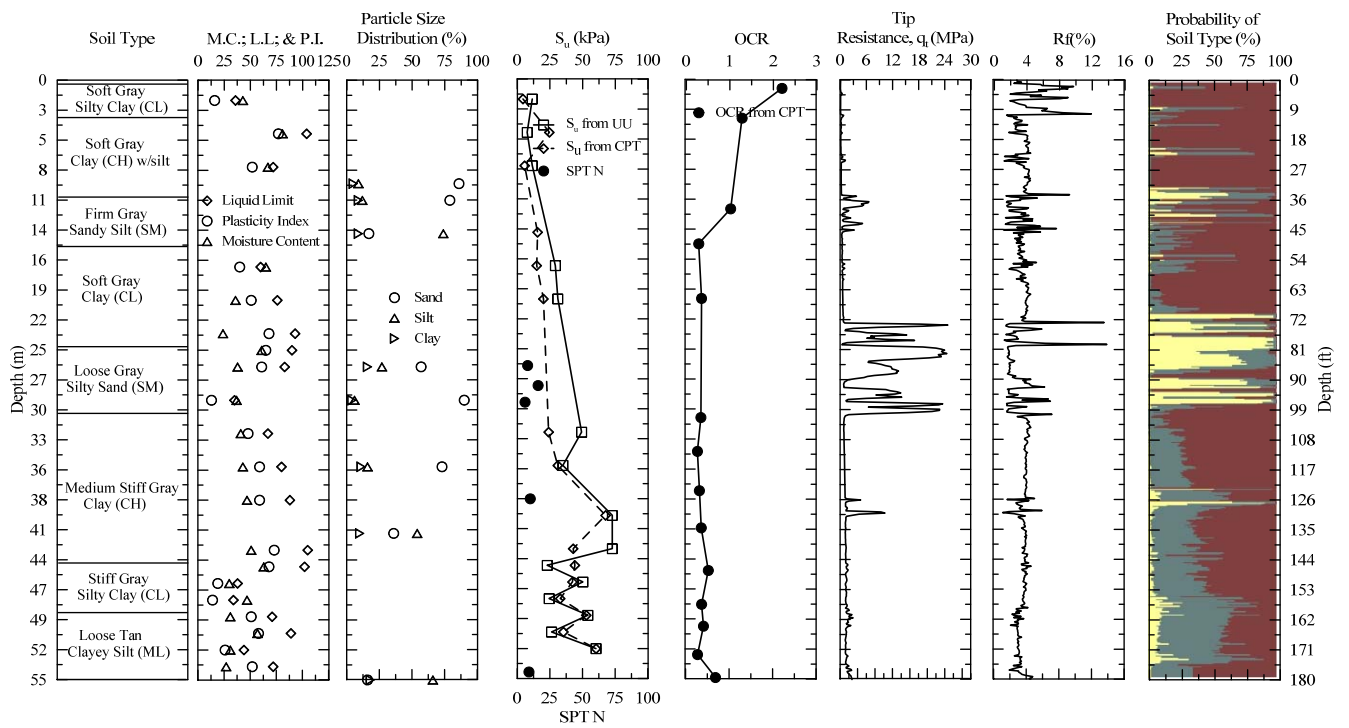 Soil Type
M.C.; L.L; & P.I.
0 25 50 75 100 125
Particle Size
Distribution (%)
0 25 50 75 100
Su (kPa)
0 25 50 75 100
OCR
0 1 2 3
Tip
Resistance, qt (MPa)
0 6 12 18 24 30
Rf(%)
0 4 8 12 16
Probability of
Soil Type (%)
0 25 50 75 100
Depth (m)
0
2
5
8
11
14
16
19
22
25
27
30
33
36
38
41
44
47
49
52
55
Soft Gray
Silty Clay (CL)
Soft Gray
Clay (CH) w/silt
Firm Gray
Sandy Silt (SM)
Soft Gray
Clay (CL)
Loose Gray
Silty Sand (SM)
Medium Stiff Gray
Clay (CH)
Stiff Gray
Silty Clay (CL)
Loose Tan
Clayey Silt (ML)
Liquid Limit
Plasticity Index
Moisture Content
Sand
Silt
Clay
Su from UU
Su from CPT
SPT N
OCR from CPT
0 25 50 75 100
SPT N
0
9
18
27
36
45
54
63
72
81
90
99
108
117
126
135
144
153
162
171
180
Depth (ft)